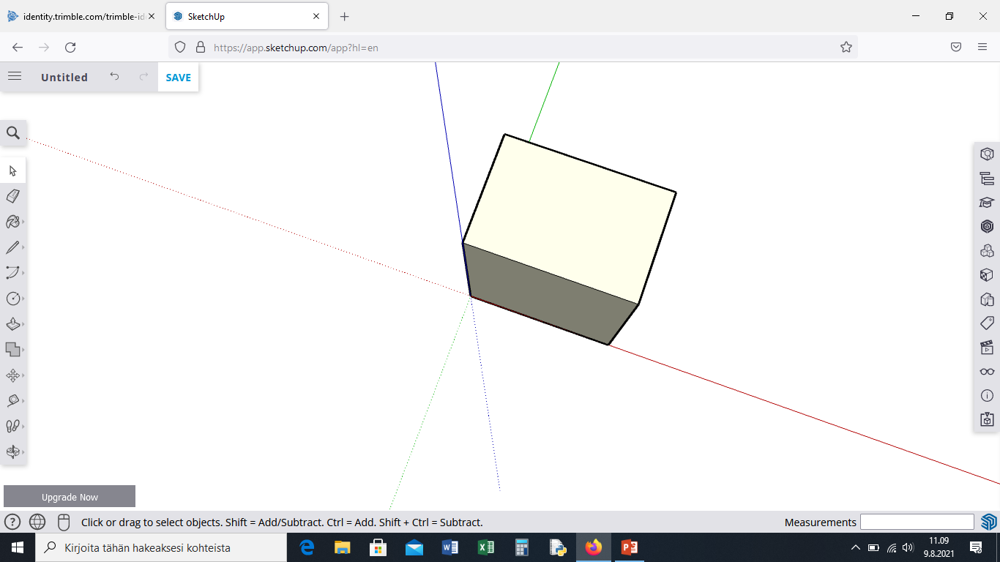 identity.trimble.com/trimble-id
SketchUp
https://app.sketchup.com/app?hl=en
Untitled
SAVE
Upgrade Now
Click or drag to select objects. Shift = Add/Subtract. Ctrl = Add. Shift + Ctrl = Subtract.
Measurements
Kirjoita tähän hakeaksesi kohteista
11.09
9.8.2021